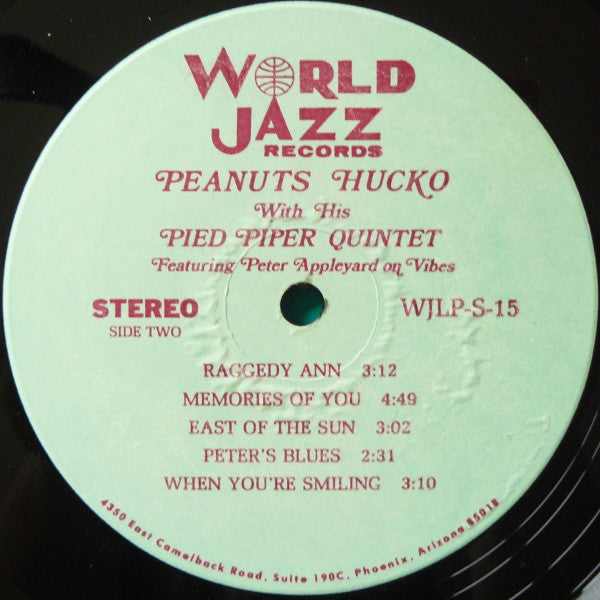 WORLD
JAZZ
RECORDS
PEANUTS HUCKO
With His
PIED PIPER QUINTET
Featuring Peter Appleyard on Vibes
STEREO
SIDE TWO
WJLP-S-15
RAGGEDY ANN 3:12
MEMORIES OF YOU 4:49
EAST OF THE SUN 3:02
PETER'S BLUES 2:31
WHEN YOU'RE SMILING 3:10
4350 East Camelback Road, Suite 190C, Phoenix, Arizona 85018